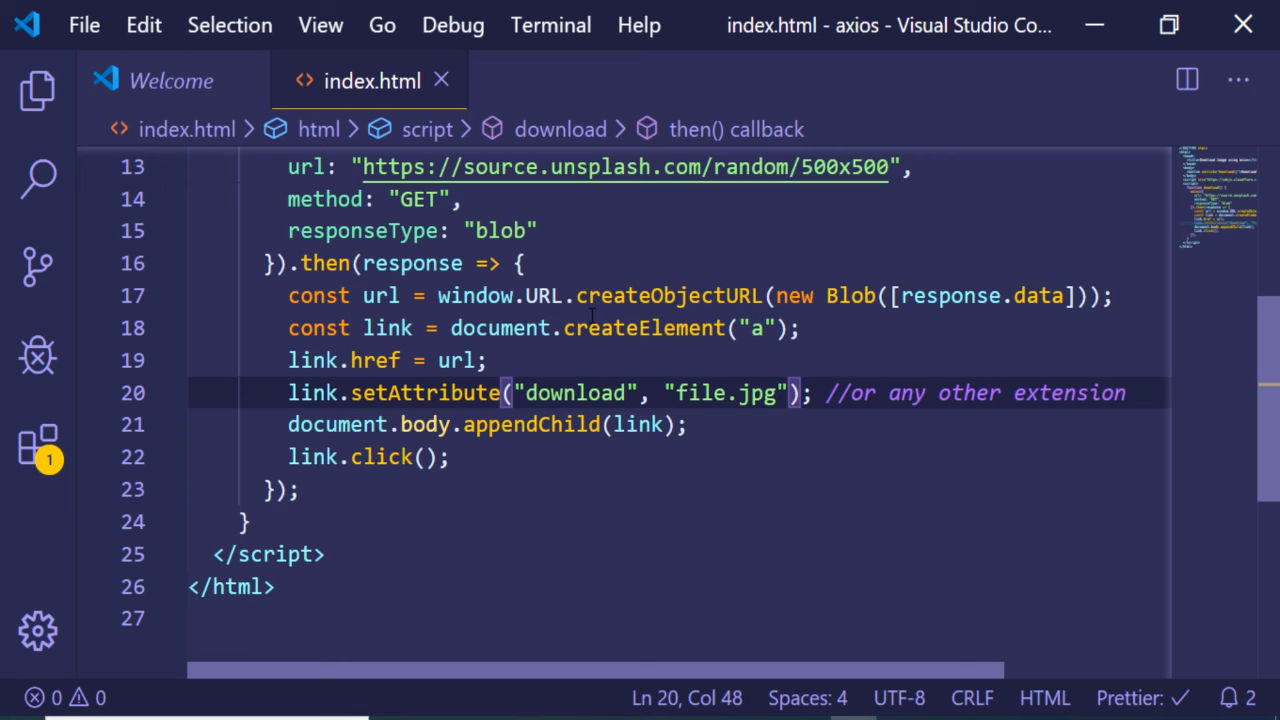 File Edit Selection View Go Debug Terminal Help index.html - axios - Visual Studio Co...
Welcome index.html
index.html > html > script > download > then() callback
13 url: "https://source.unsplash.com/random/500x500",
14 method: "GET",
15 responseType: "blob"
16 }).then(response => {
17 const url = window.URL.createObjectURL(new Blob([response.data]));
18 const link = document.createElement("a");
19 link.href = url;
20 link.setAttribute("download", "file.jpg"); //or any other extension
21 document.body.appendChild(link);
22 link.click();
23 });
24 }
25 </script>
26 </html>
27
1
0 0 Ln 20, Col 48 Spaces: 4 UTF-8 CRLF HTML Prettier: ✓ 2